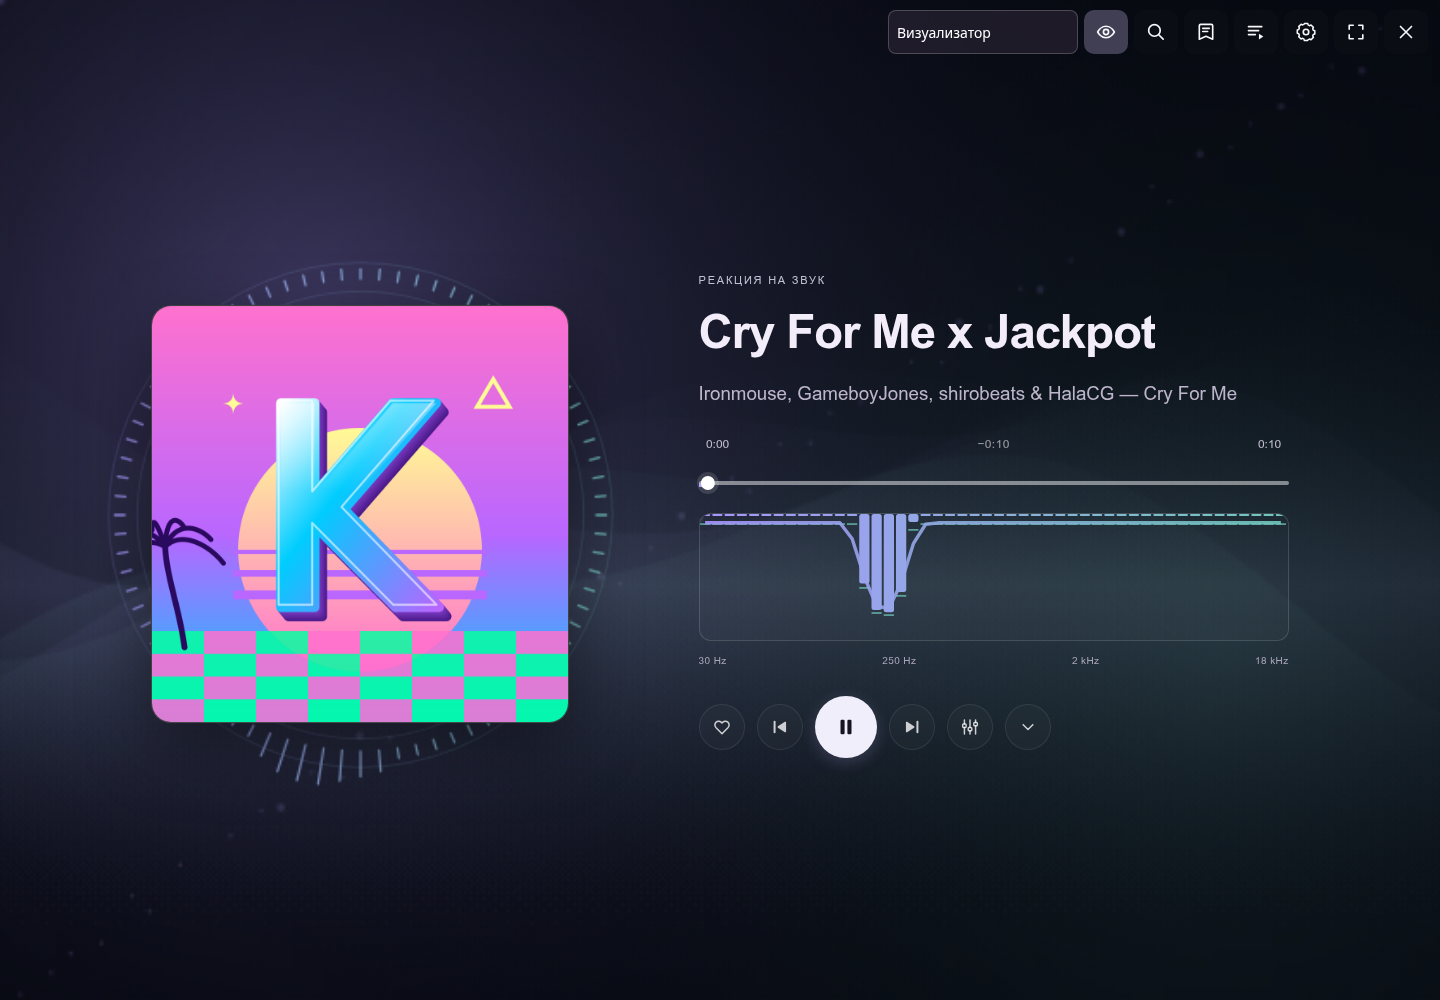 Визуализатор
РЕАКЦИЯ НА ЗВУК
Cry For Me x Jackpot
Ironmouse, GameboyJones, shirobeats & HalaCG — Cry For Me
0:00 −0:10 0:10
K
30 Hz 250 Hz 2 kHz 18 kHz